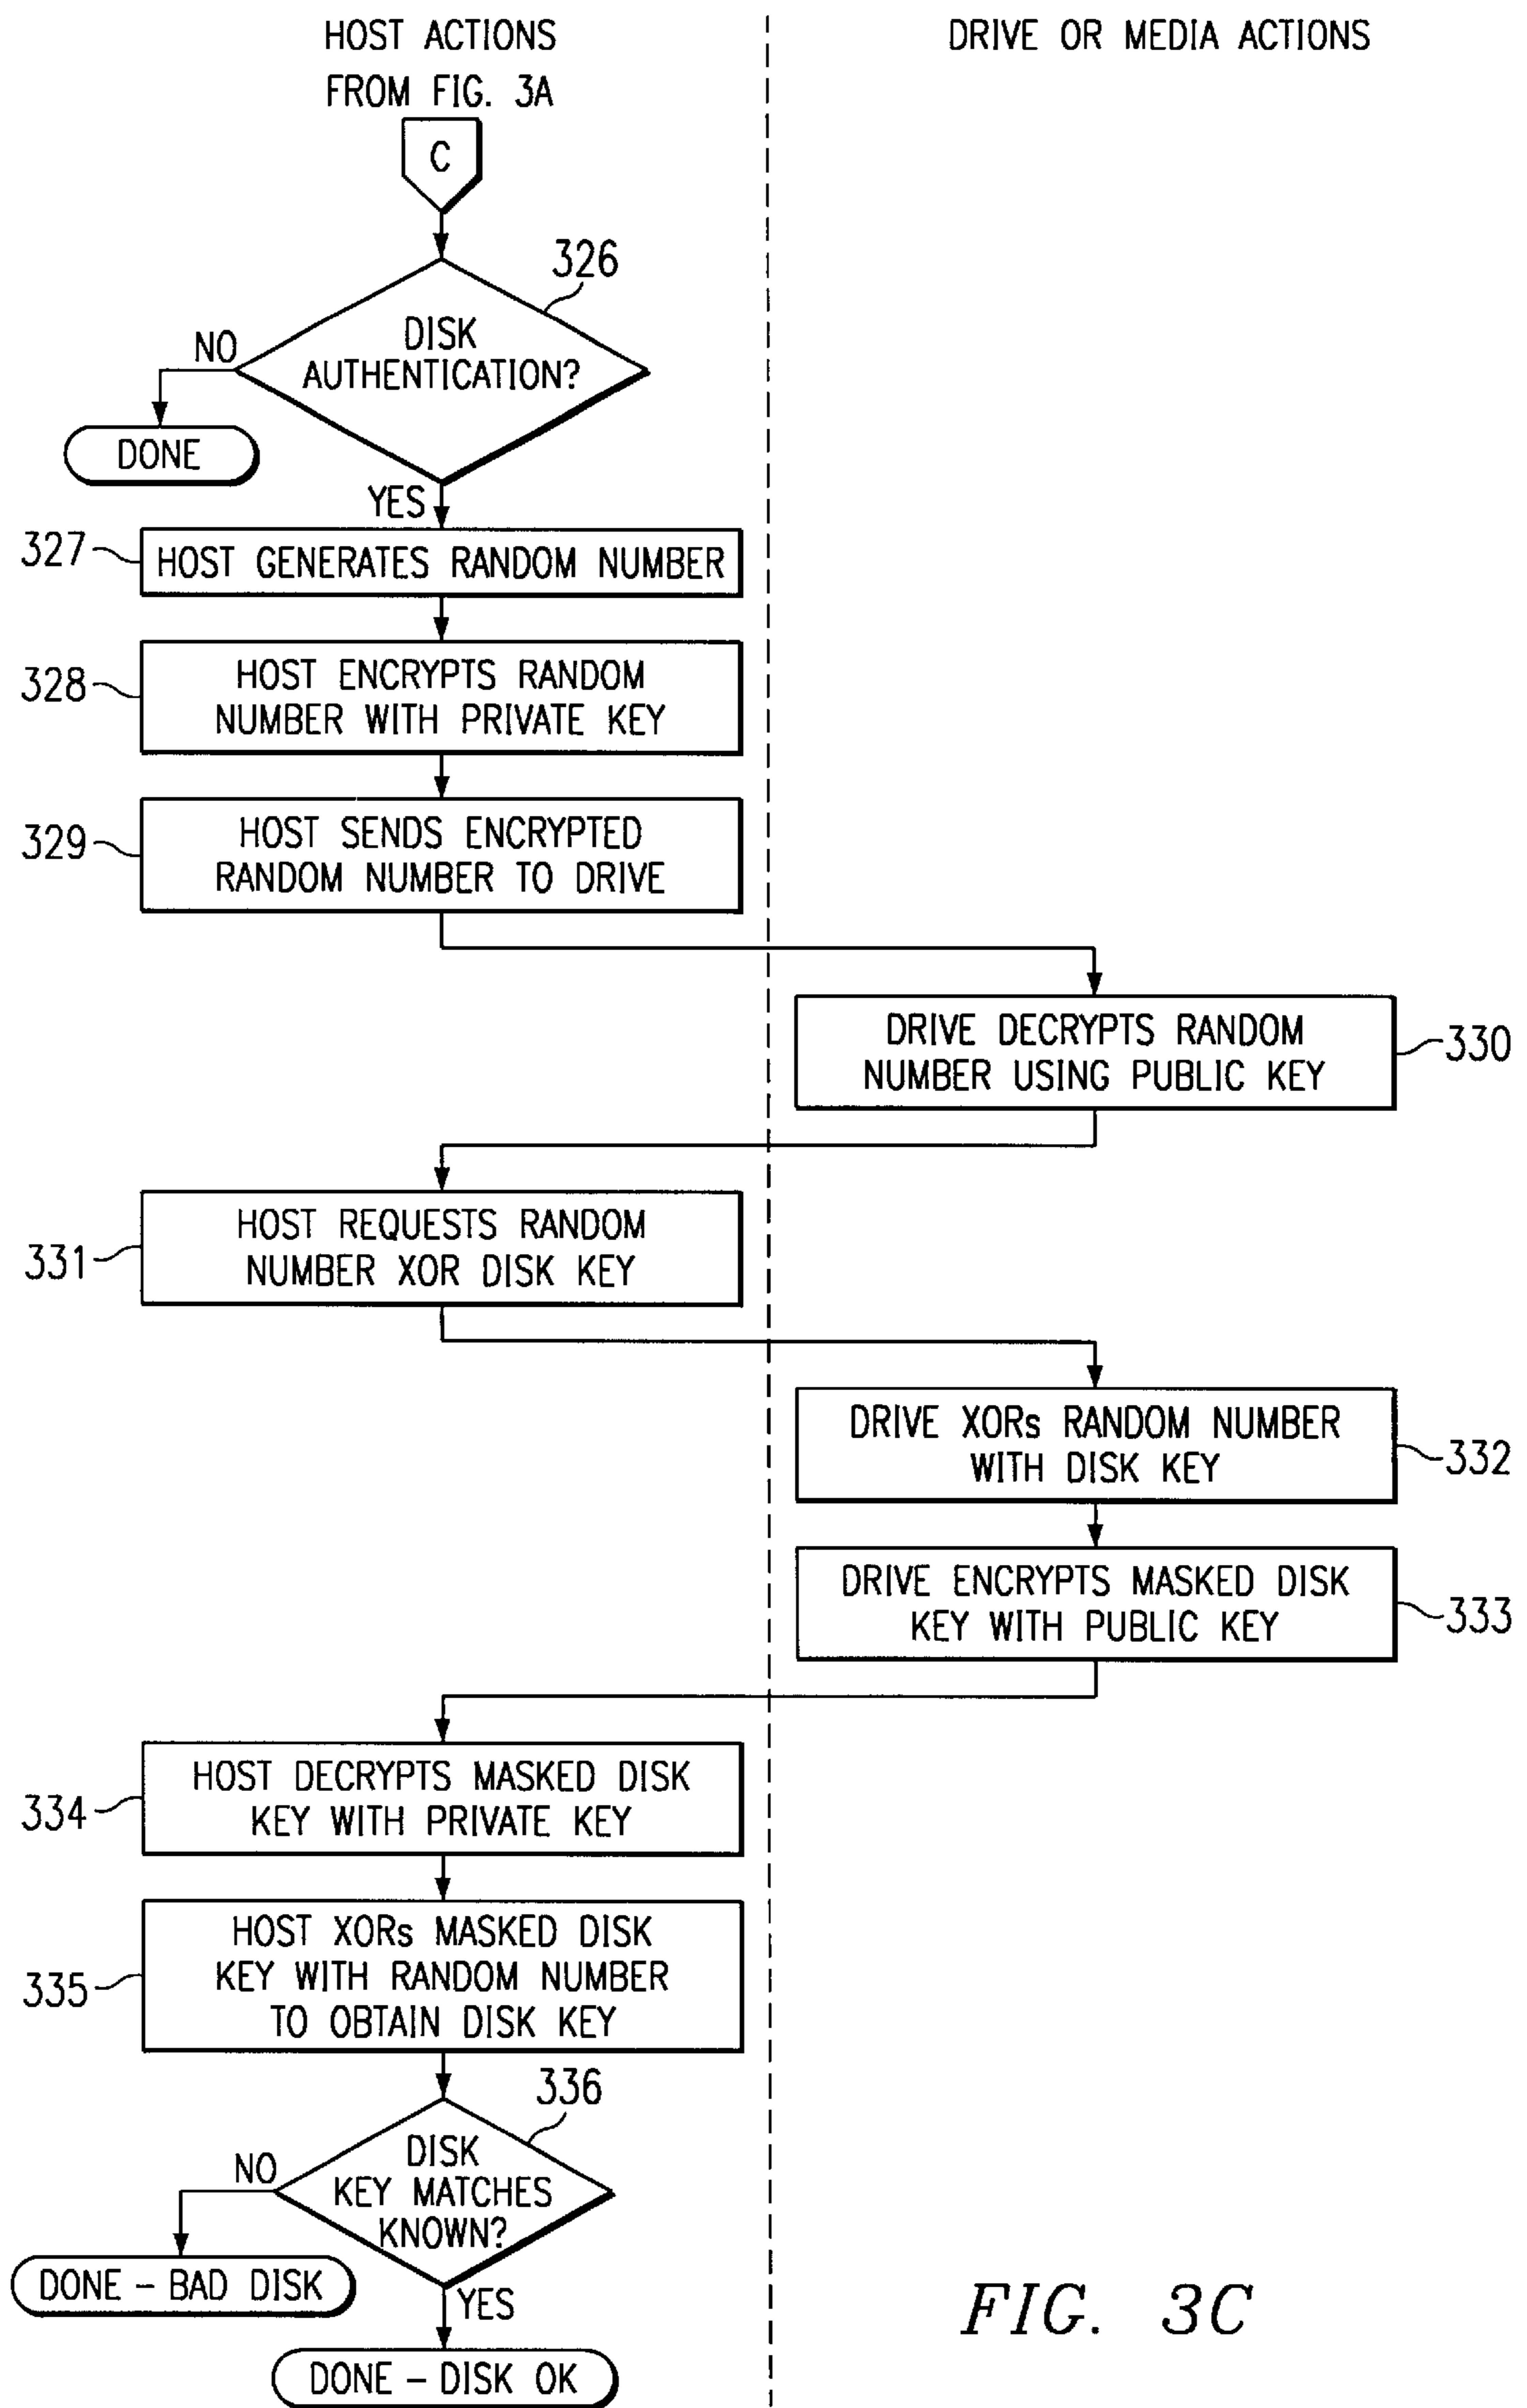 HOST ACTIONS
FROM FIG. 3A
DRIVE OR MEDIA ACTIONS
C
326
DISK
AUTHENTICATION?
NO
DONE
YES
327
HOST GENERATES RANDOM NUMBER
328
HOST ENCRYPTS RANDOM
NUMBER WITH PRIVATE KEY
329
HOST SENDS ENCRYPTED
RANDOM NUMBER TO DRIVE
DRIVE DECRYPTS RANDOM
NUMBER USING PUBLIC KEY
330
HOST REQUESTS RANDOM
NUMBER XOR DISK KEY
331
DRIVE XORs RANDOM NUMBER
WITH DISK KEY
332
DRIVE ENCRYPTS MASKED DISK
KEY WITH PUBLIC KEY
333
HOST DECRYPTS MASKED DISK
KEY WITH PRIVATE KEY
334
HOST XORs MASKED DISK
KEY WITH RANDOM NUMBER
TO OBTAIN DISK KEY
335
336
DISK
KEY MATCHES
KNOWN?
NO
DONE – BAD DISK
YES
DONE – DISK OK
FIG. 3C